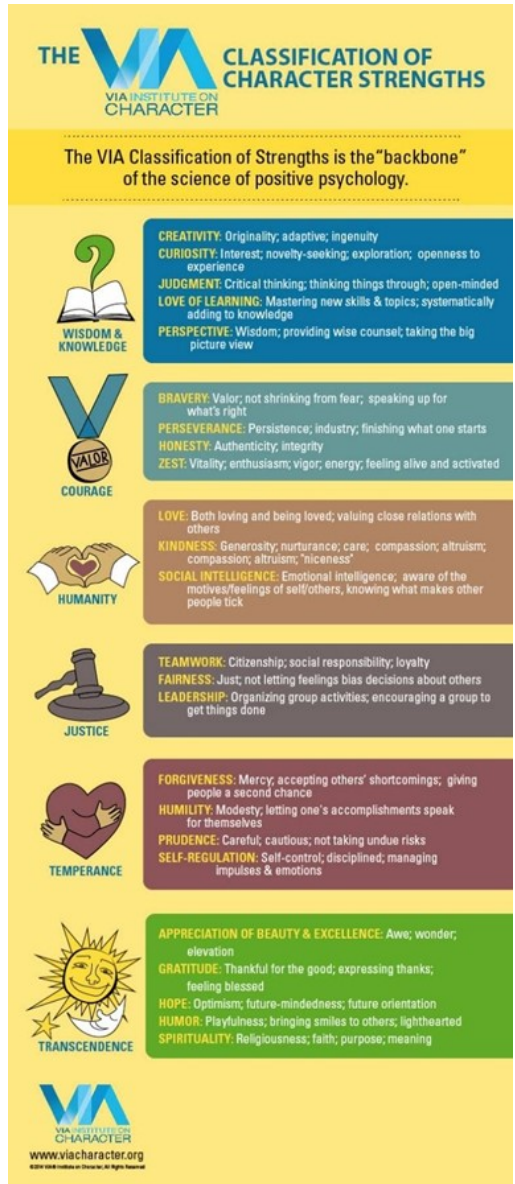 THE VIA CLASSIFICATION OF
CHARACTER STRENGTHS
VIA INSTITUTE ON
CHARACTER
The VIA Classification of Strengths is the "backbone"
of the science of positive psychology.
WISDOM &
KNOWLEDGE
CREATIVITY: Originality; adaptive; ingenuity
CURIOSITY: Interest; novelty-seeking; exploration; openness to
experience
JUDGMENT: Critical thinking; thinking things through; open-minded
LOVE OF LEARNING: Mastering new skills & topics; systematically
adding to knowledge
PERSPECTIVE: Wisdom; providing wise counsel; taking the big
picture view
VALOR
COURAGE
BRAVERY: Valor; not shrinking from fear; speaking up for
what's right
PERSEVERANCE: Persistence; industry; finishing what one starts
HONESTY: Authenticity; integrity
ZEST: Vitality; enthusiasm; vigor; energy; feeling alive and activated
HUMANITY
LOVE: Both loving and being loved; valuing close relations with
others
KINDNESS: Generosity; nurturance; care; compassion; altruism;
compassion; altruism; "niceness"
SOCIAL INTELLIGENCE: Emotional intelligence; aware of the
motives/feelings of self/others, knowing what makes other
people tick
JUSTICE
TEAMWORK: Citizenship; social responsibility; loyalty
FAIRNESS: Just; not letting feelings bias decisions about others
LEADERSHIP: Organizing group activities; encouraging a group to
get things done
TEMPERANCE
FORGIVENESS: Mercy; accepting others' shortcomings; giving
people a second chance
HUMILITY: Modesty; letting one's accomplishments speak
for themselves
PRUDENCE: Careful; cautious; not taking undue risks
SELF-REGULATION: Self-control; disciplined; managing
impulses & emotions
TRANSCENDENCE
APPRECIATION OF BEAUTY & EXCELLENCE: Awe; wonder;
elevation
GRATITUDE: Thankful for the good; expressing thanks;
feeling blessed
HOPE: Optimism; future-mindedness; future orientation
HUMOR: Playfulness; bringing smiles to others; lighthearted
SPIRITUALITY: Religiousness; faith; purpose; meaning
VIA
VIA INSTITUTE ON
CHARACTER
www.viacharacter.org
Institute on Character, All Rights Reserved